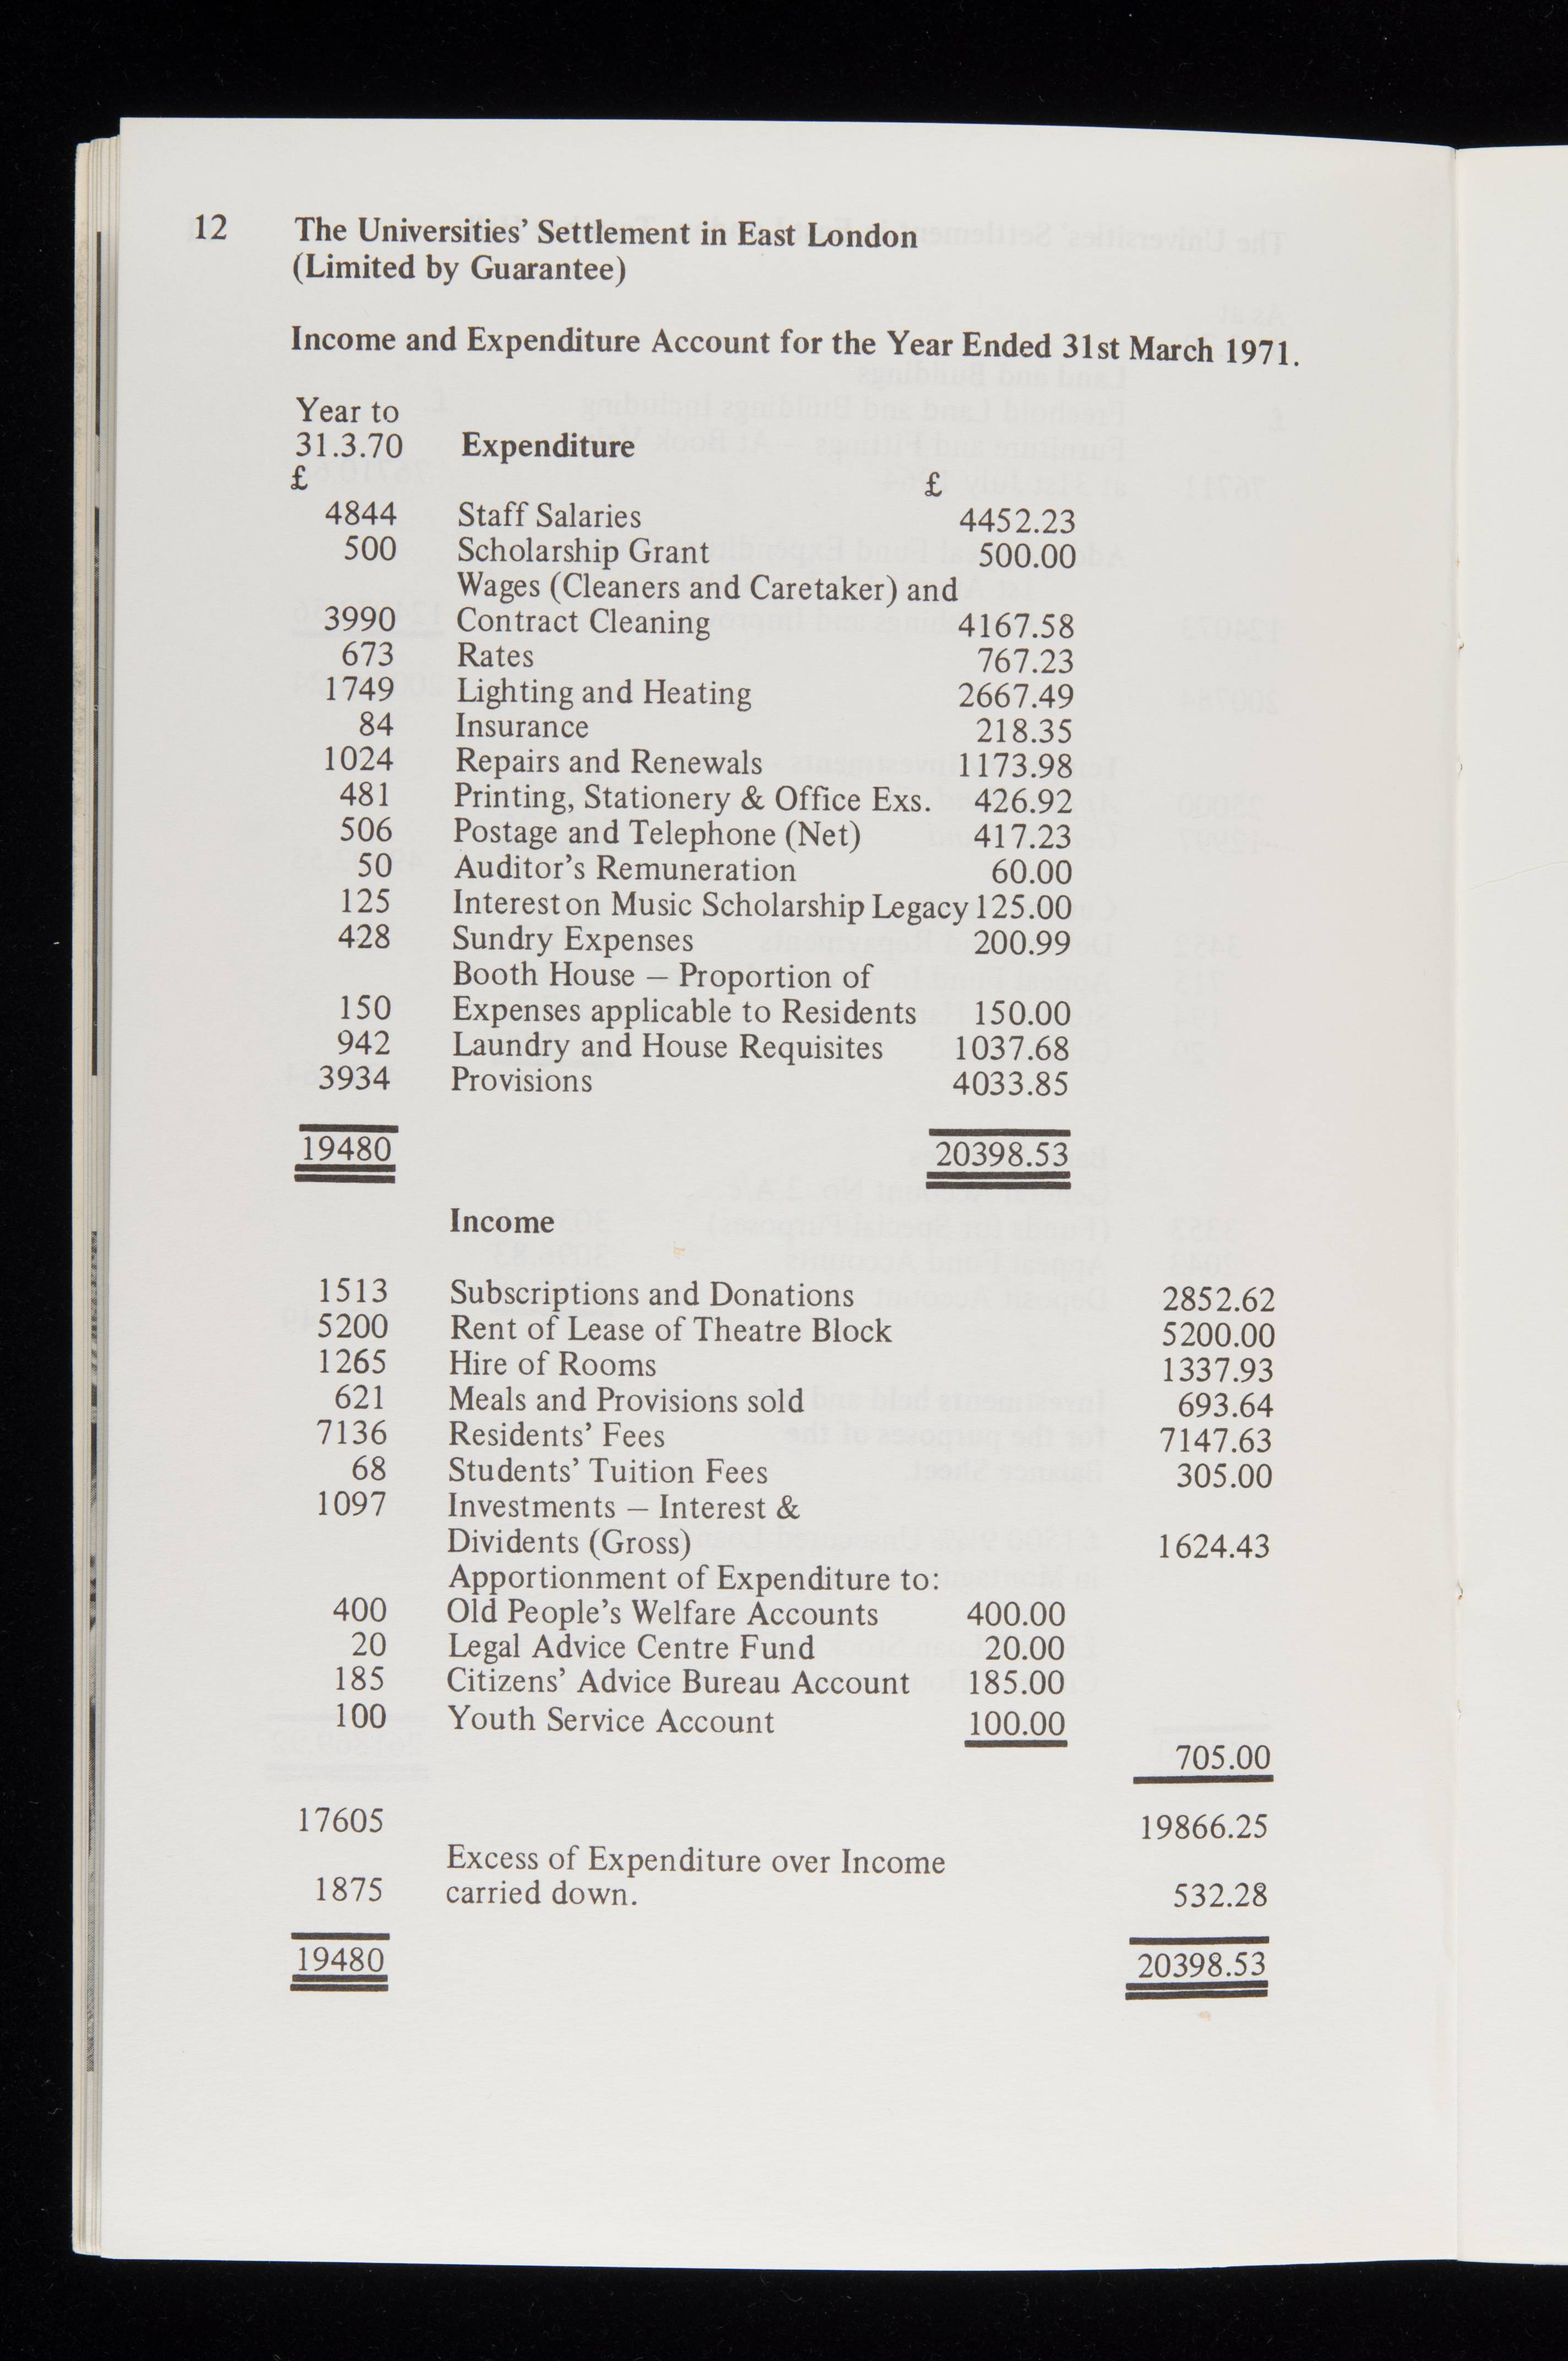 12 The Universities' Settlement in East London
(Limited by Guarantee)
Income and Expenditure Account for the Year Ended 31st March 1971.
Year to
31.3.70 Expenditure
£ £
4844 Staff Salaries 4452.23
500 Scholarship Grant 500.00
Wages (Cleaners and Caretaker) and
3990 Contract Cleaning 4167.58
673 Rates 767.23
1749 Lighting and Heating 2667.49
84 Insurance 218.35
1024 Repairs and Renewals 1173.98
481 Printing, Stationery & Office Exs. 426.92
506 Postage and Telephone (Net) 417.23
50 Auditor's Remuneration 60.00
125 Interest on Music Scholarship Legacy 125.00
428 Sundry Expenses 200.99
Booth House – Proportion of
150 Expenses applicable to Residents 150.00
942 Laundry and House Requisites 1037.68
3934 Provisions 4033.85
19480 20398.53
Income
1513 Subscriptions and Donations 2852.62
5200 Rent of Lease of Theatre Block 5200.00
1265 Hire of Rooms 1337.93
621 Meals and Provisions sold 693.64
7136 Residents' Fees 7147.63
68 Students' Tuition Fees 305.00
1097 Investments – Interest &
Dividents (Gross) 1624.43
Apportionment of Expenditure to:
400 Old People's Welfare Accounts 400.00
20 Legal Advice Centre Fund 20.00
185 Citizens' Advice Bureau Account 185.00
100 Youth Service Account 100.00
705.00
17605 19866.25
Excess of Expenditure over Income
1875 carried down. 532.28
19480 20398.53